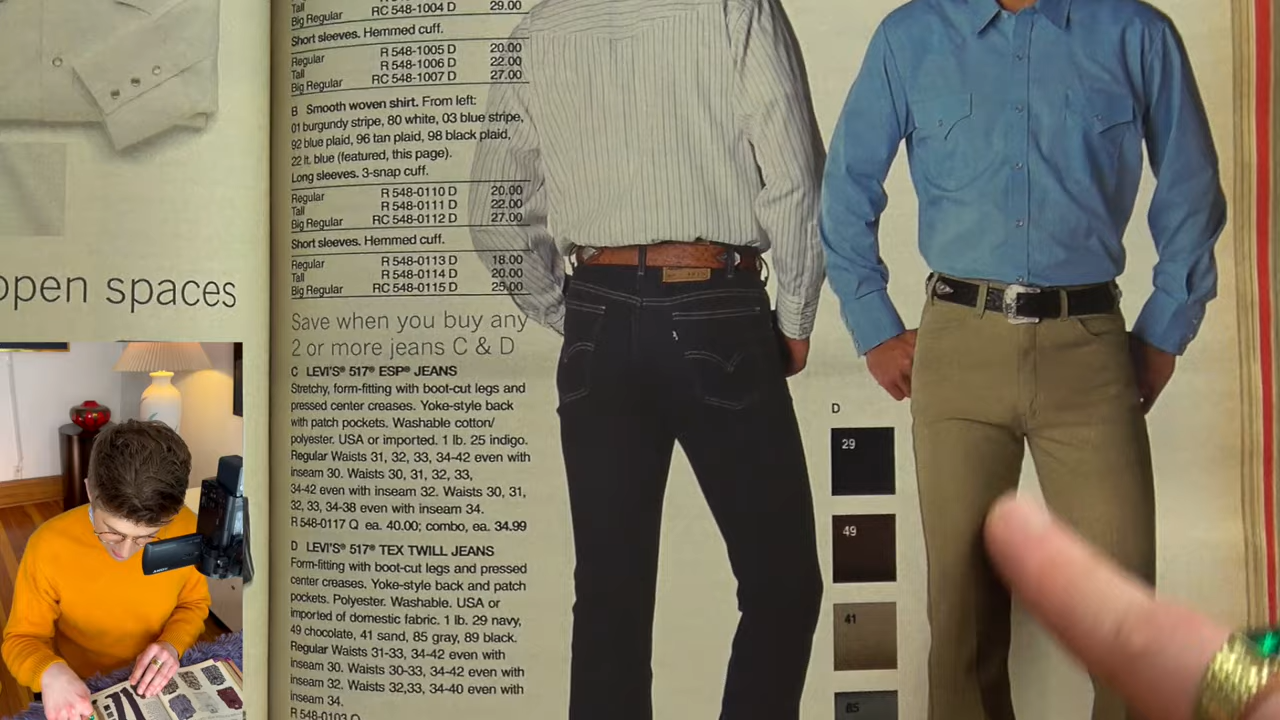 Tall
Big Regular RC 548-1004 D 29.00
Short sleeves. Hemmed cuff.
Regular R 548-1005 D 20.00
Tall R 548-1006 D 22.00
Big Regular RC 548-1007 D 27.00
B Smooth woven shirt. From left:
01 burgundy stripe, 80 white, 03 blue stripe,
92 blue plaid, 96 tan plaid, 98 black plaid,
22 lt. blue (featured, this page).
Long sleeves. 3-snap cuff.
Regular R 548-0110 D 20.00
Tall R 548-0111 D 22.00
Big Regular RC 548-0112 D 27.00
Short sleeves. Hemmed cuff.
Regular R 548-0113 D 18.00
Tall R 548-0114 D 20.00
Big Regular RC 548-0115 D 25.00
open spaces
Save when you buy any
2 or more jeans C & D
C LEVI'S® 517® ESP® JEANS
Stretchy, form-fitting with boot-cut legs and
pressed center creases. Yoke-style back
with patch pockets. Washable cotton/
polyester. USA or imported. 1 lb. 25 indigo.
Regular Waists 31, 32, 33, 34-42 even with
inseam 30. Waists 30, 31, 32, 33,
34-42 even with inseam 32. Waists 30, 31,
32, 33, 34-38 even with inseam 34.
R 548-0117 Q ea. 40.00; combo, ea. 34.99
D LEVI'S® 517® TEX TWILL JEANS
Form-fitting with boot-cut legs and pressed
center creases. Yoke-style back and patch
pockets. Polyester. Washable. USA or
imported of domestic fabric. 1 lb. 29 navy,
49 chocolate, 41 sand, 85 gray, 89 black.
Regular Waists 31-33, 34-42 even with
inseam 30. Waists 30-33, 34-42 even with
inseam 32. Waists 32,33, 34-40 even with
inseam 34.
R 548-0103 Q
D
29
49
41
85
SONY